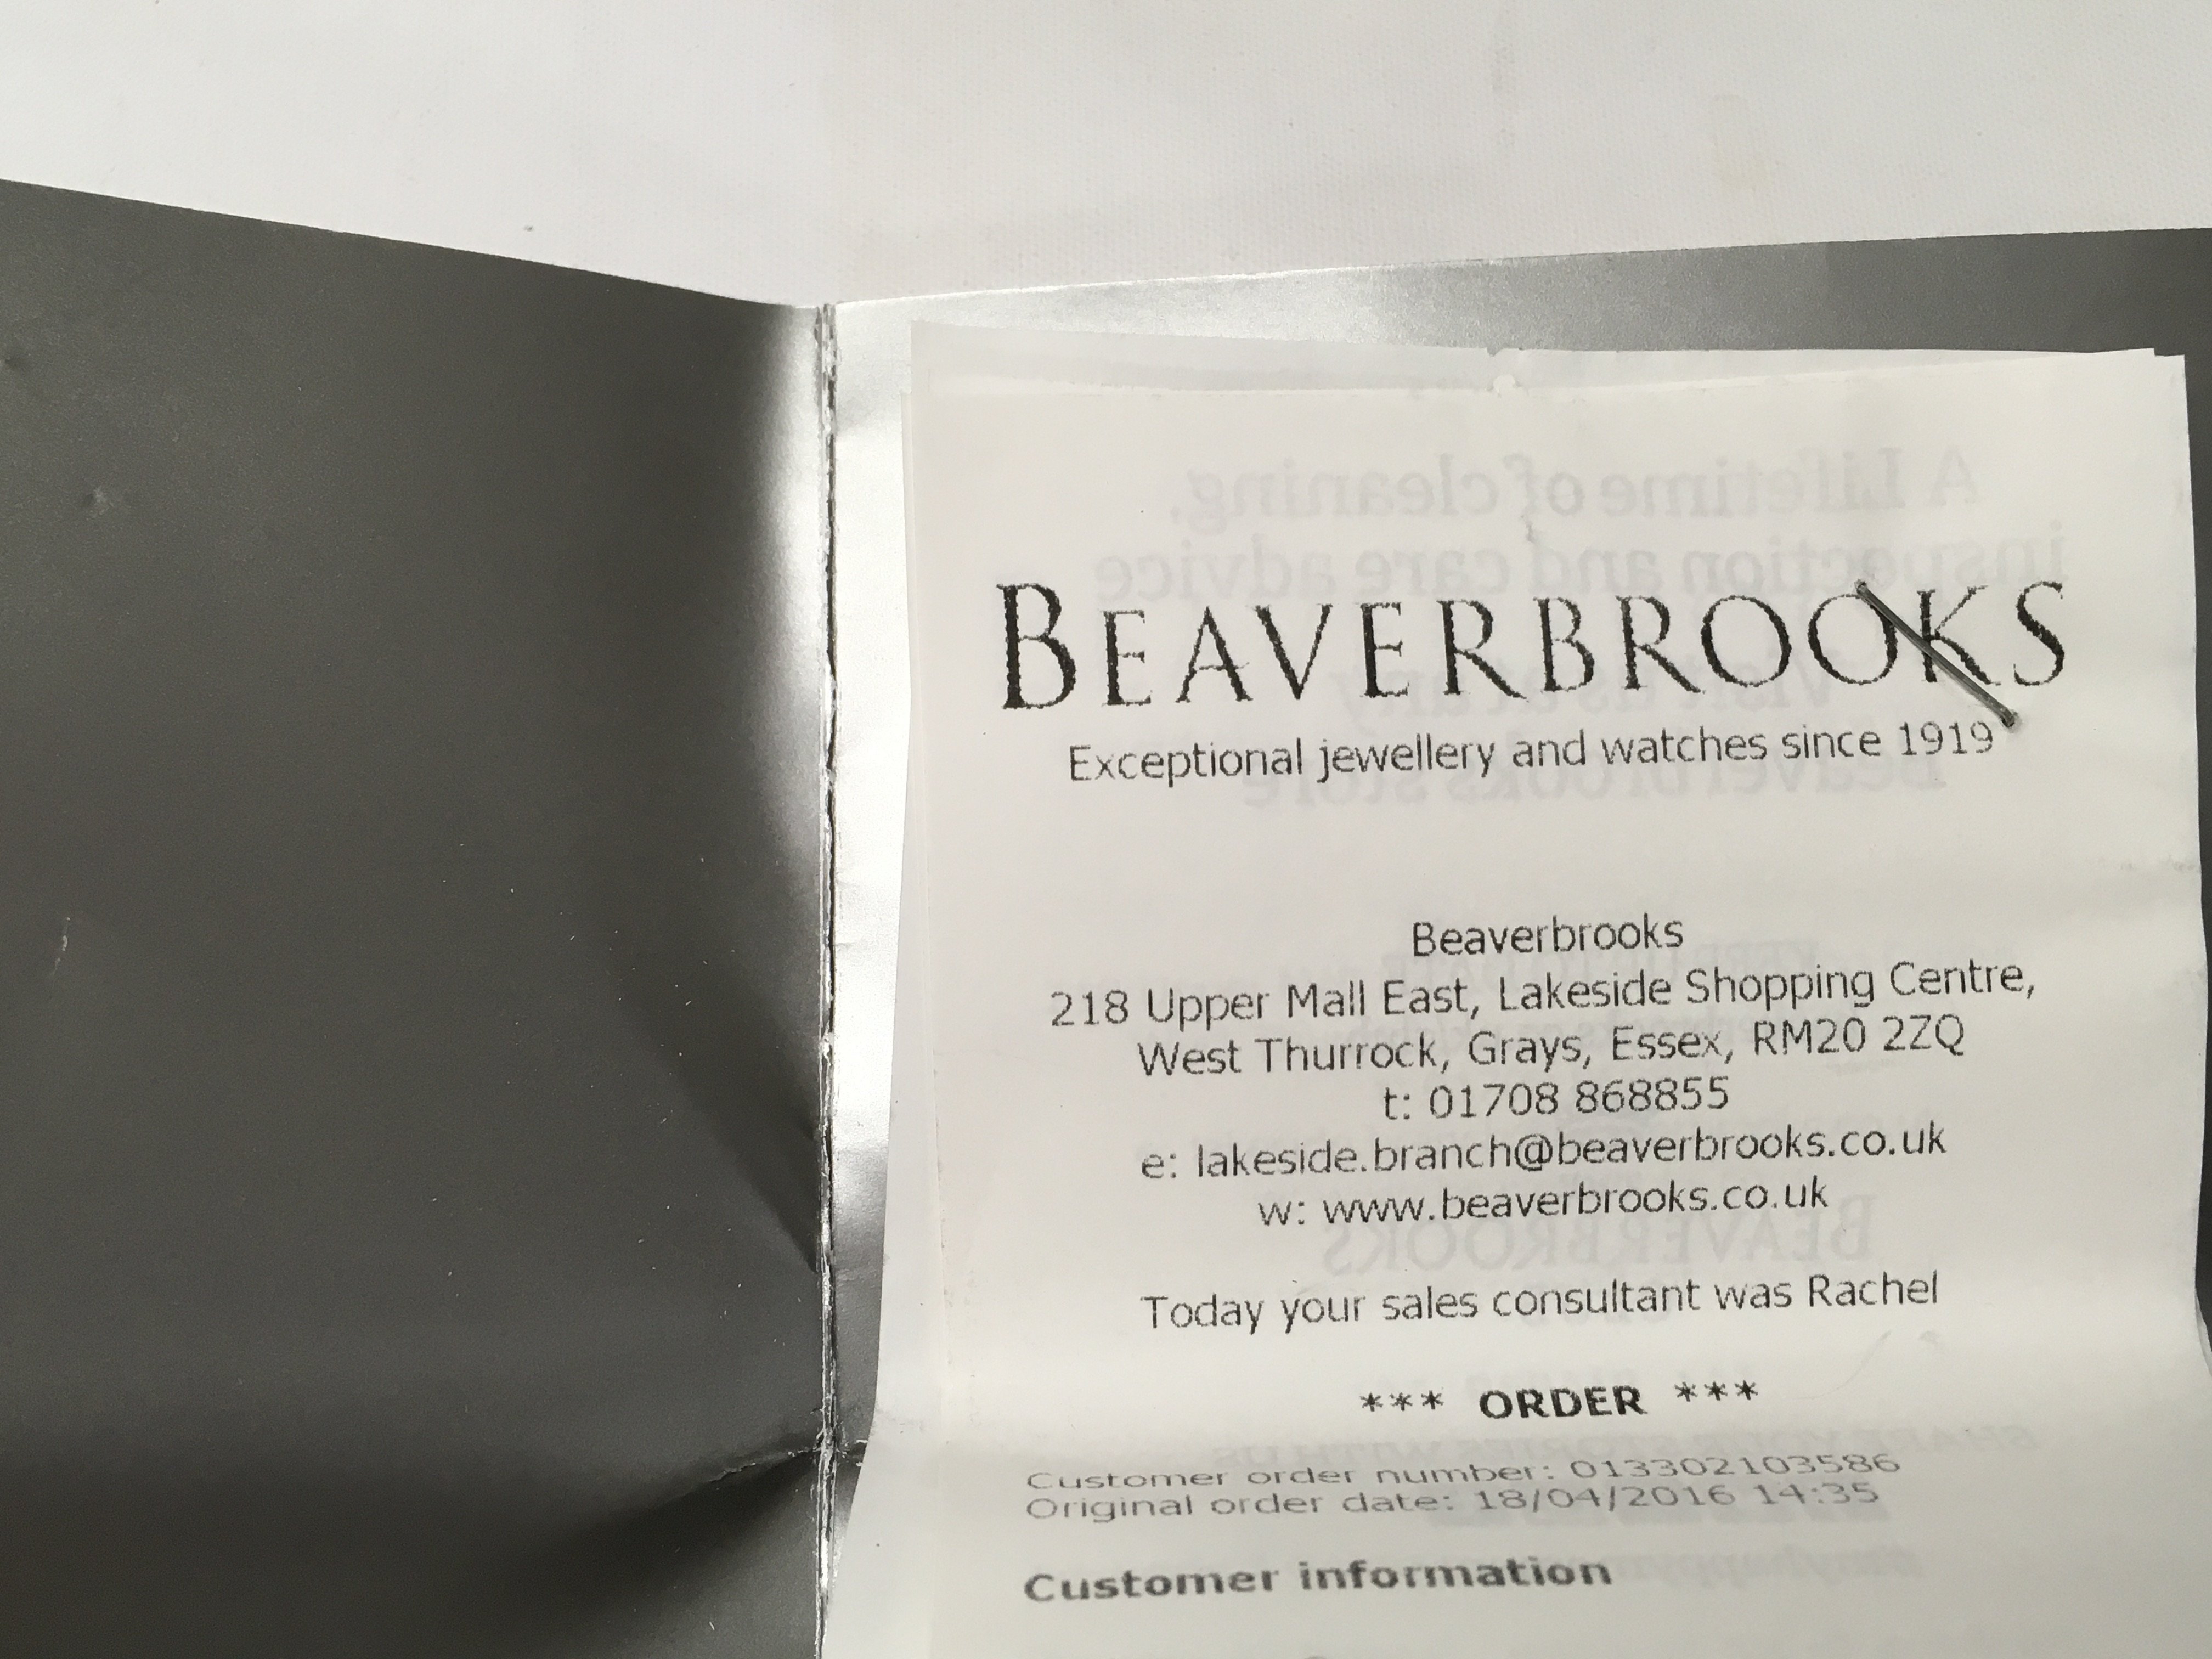 BEAVERBROOKS
Exceptional jewellery and watches since 1919
Beaverbrooks
218 Upper Mall East, Lakeside Shopping Centre,
West Thurrock, Grays, Essex, RM20 2ZQ
t: 01708 868855
e: lakeside.branch@beaverbrooks.co.uk
w: www.beaverbrooks.co.uk
Today your sales consultant was Rachel
*** ORDER ***
Customer order number: 013302103586
Original order date: 18/04/2016 14:35
Customer information